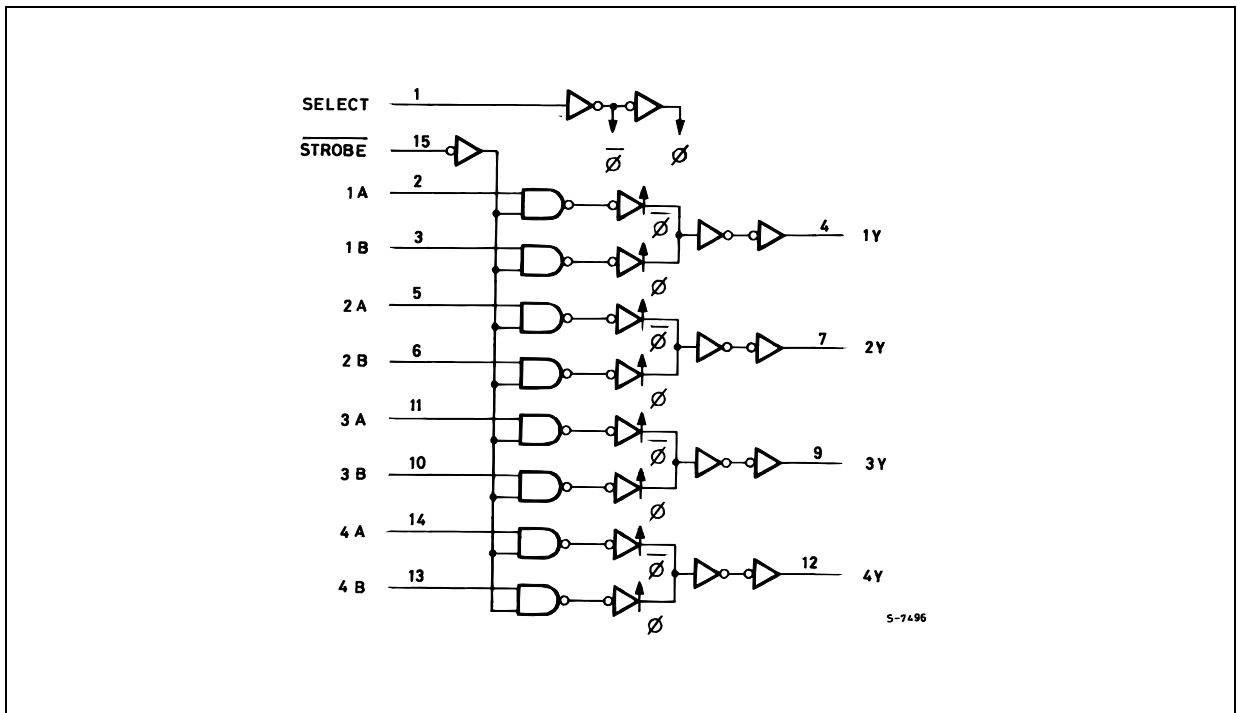 SELECT 1
S̅T̅R̅O̅B̅E̅ 15
Ø̅ Ø
1A 2
Ø̅ 4 1Y
1B 3
Ø
2A 5
Ø̅ 7 2Y
2B 6
Ø
3A 11
Ø̅ 9 3Y
3B 10
Ø
4A 14
Ø̅ 12 4Y
4B 13
Ø
S-7496